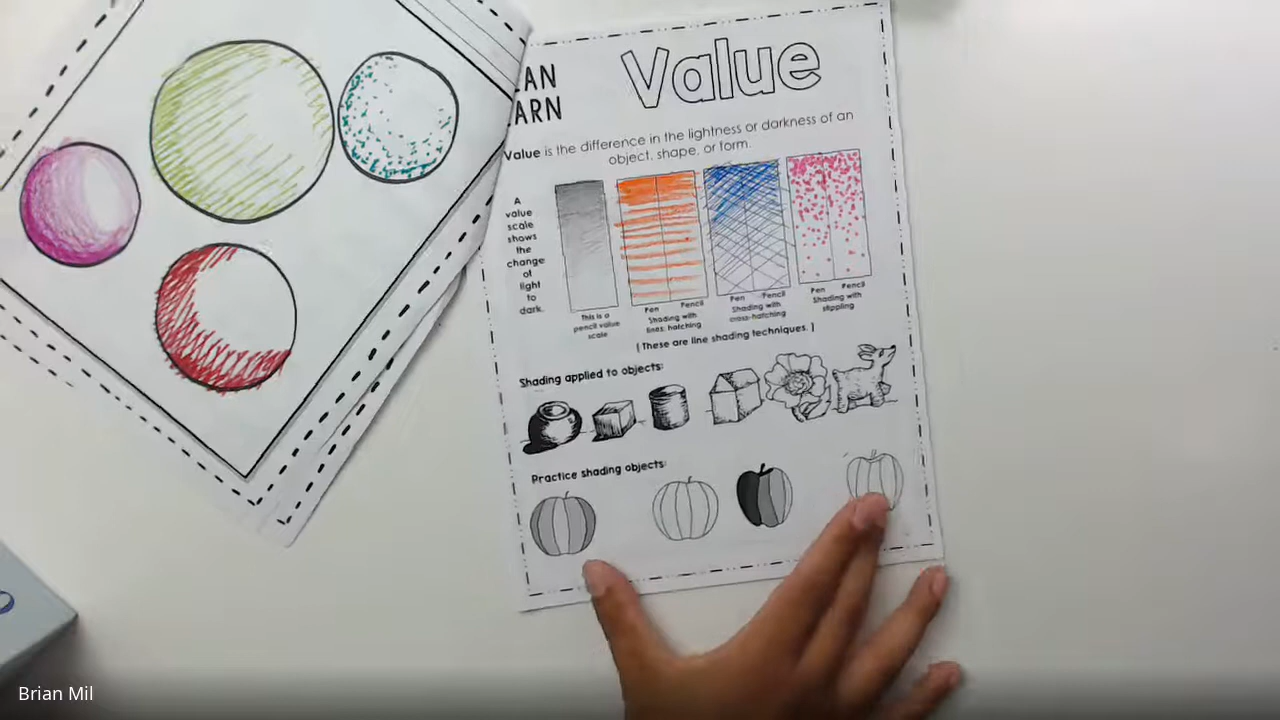 Value
Value is the difference in the lightness or darkness of an
object, shape, or form.
A
value
scale
shows
the
change
of
light
to
dark.
This is a
pencil value
scale
Pen Pencil
Shading with
lines: hatching
Pen Pencil
Shading with
cross-hatching
Pen Pencil
Shading with
stippling
[ These are line shading techniques. ]
Shading applied to objects:
Practice shading objects:
Brian Mil